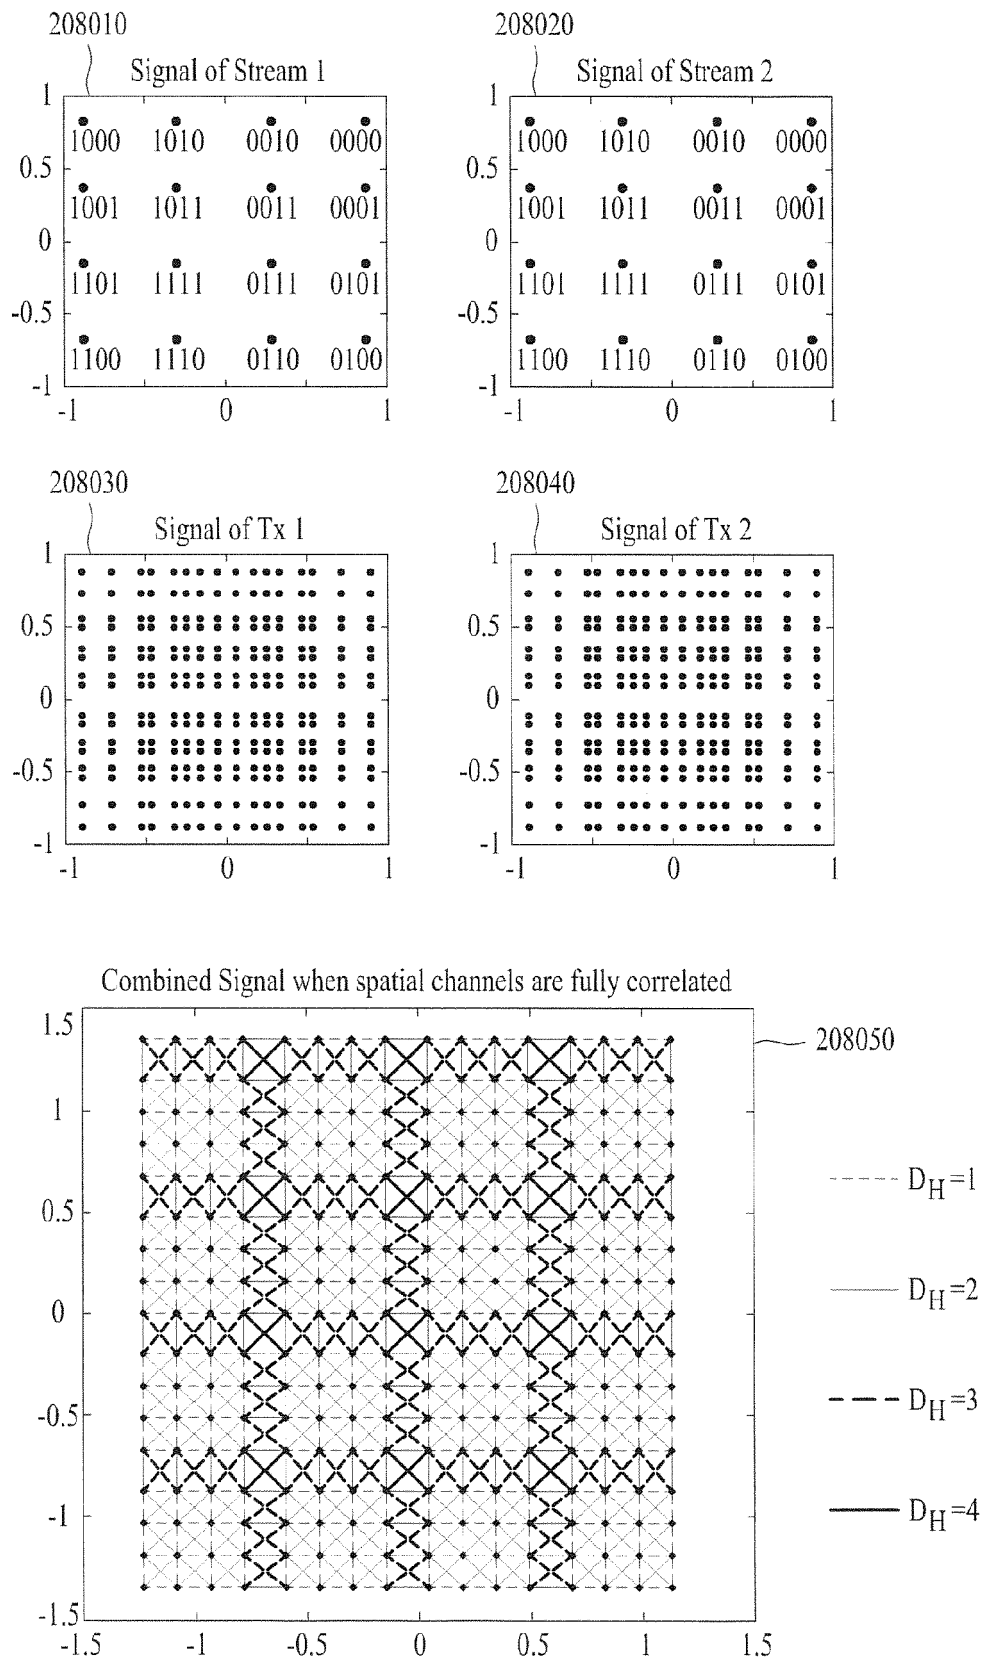 208010
208020
Signal of Stream 1
Signal of Stream 2
1
0.5
0
-0.5
-1
1000 1010 0010 0000
1001 1011 0011 0001
1101 1111 0111 0101
1100 1110 0110 0100
-1 0 1
1
0.5
0
-0.5
-1
1000 1010 0010 0000
1001 1011 0011 0001
1101 1111 0111 0101
1100 1110 0110 0100
-1 0 1
208030
208040
Signal of Tx 1
Signal of Tx 2
1
0.5
0
-0.5
-1
-1 0 1
1
0.5
0
-0.5
-1
-1 0 1
Combined Signal when spatial channels are fully correlated
208050
1.5
1
0.5
0
-0.5
-1
-1.5
-1.5 -1 -0.5 0 0.5 1 1.5
DH=1
DH=2
DH=3
DH=4